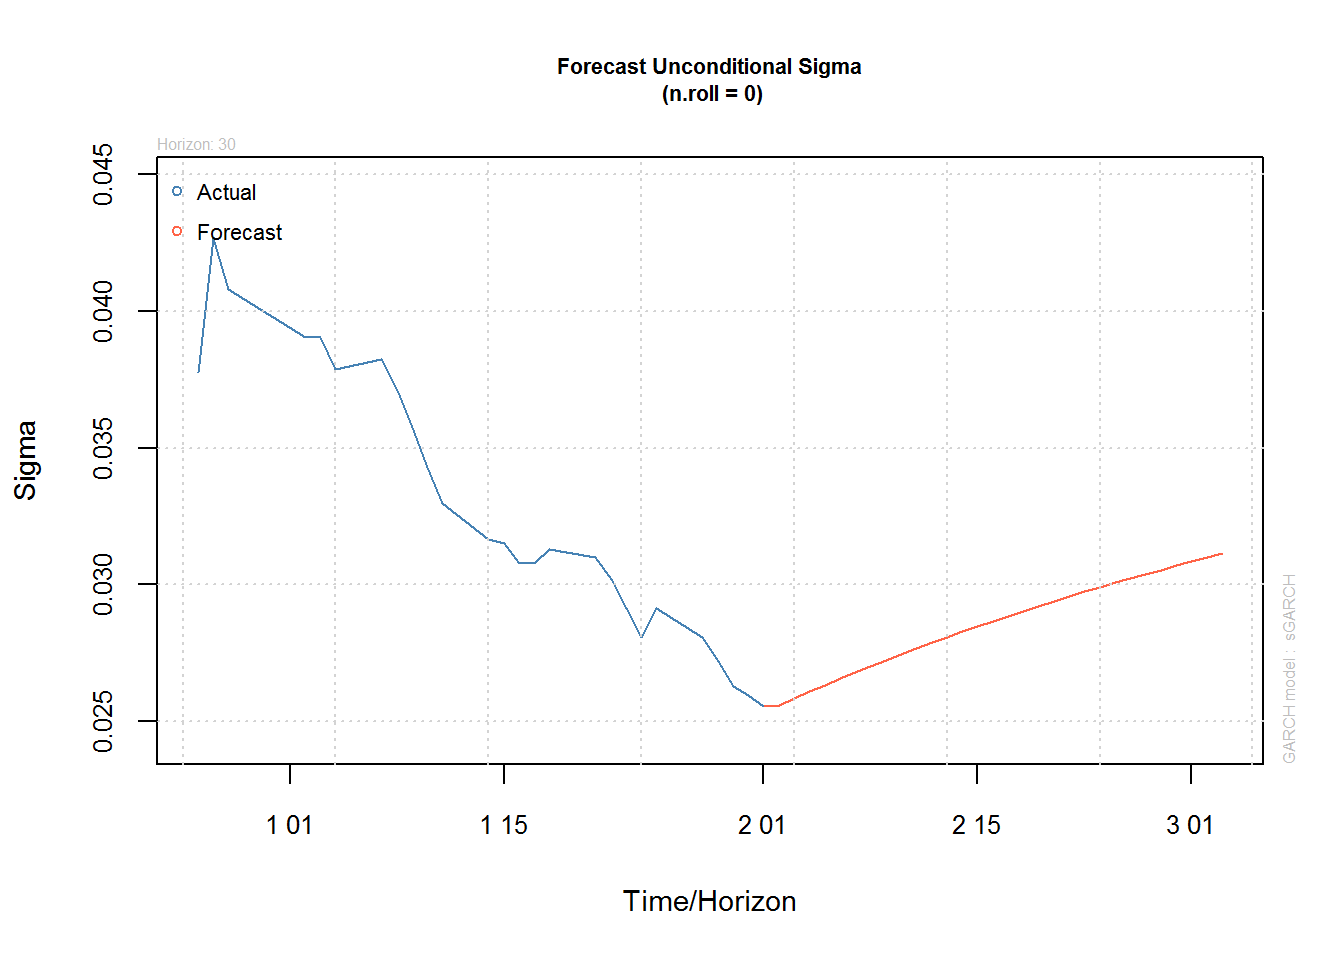 Forecast Unconditional Sigma
(n.roll = 0)
Horizon: 30
Actual
Forecast
0.045
0.040
0.035
0.030
0.025
Sigma
1 01
1 15
2 01
2 15
3 01
Time/Horizon
GARCH model : sGARCH